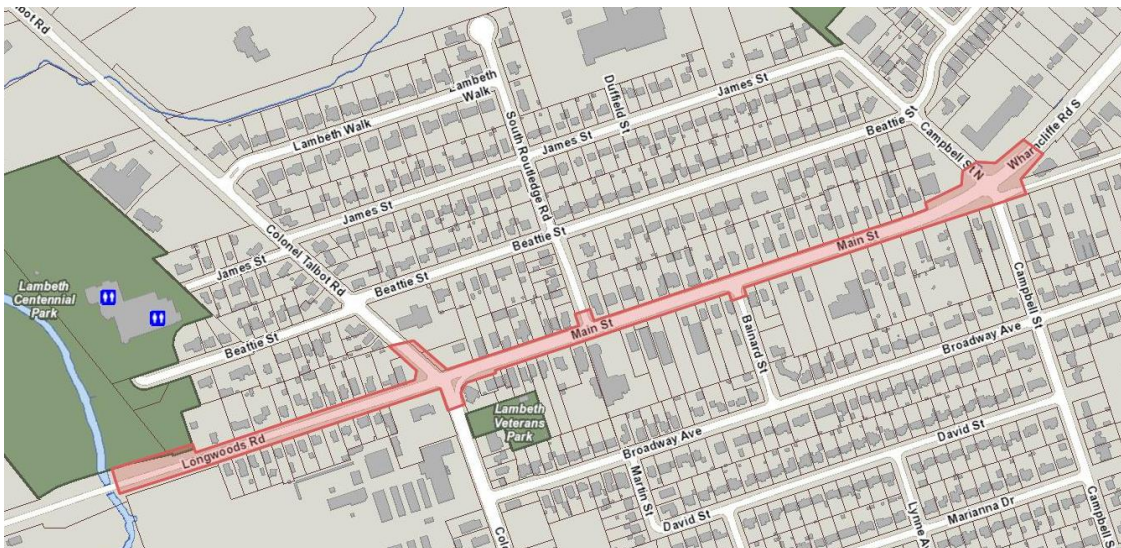 bot Rd
Lambeth
Walk
Lambeth Walk
South Routledge Rd
Duffield St
James St
James St
James St
James St
Beattie St
Beattie St
Beattie St
Beattie St
Campbell St N
Wharncliffe Rd S
Colonel Talbot Rd
Lambeth
Centennial
Park
Main St
Main St
Campbell St
Bainard St
Broadway Ave
Broadway Ave
Lambeth
Veterans
Park
Longwoods Rd
David St
David St
Martin St
Marianna Dr
Lynne A
Campbell S
Colo